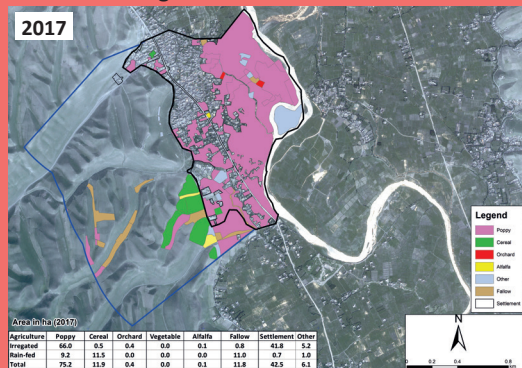 2017
Legend
Poppy
Cereal
Orchard
Alfalfa
Other
Fallow
Settlement
Area in ha (2017)
Agriculture Poppy Cereal Orchard Vegetable Alfalfa Fallow Settlement Other
Irregated 66.0 0.5 0.4 0.0 0.1 0.8 41.8 5.2
Rain-fed 9.2 11.5 0.0 0.0 0.0 11.0 0.7 1.0
Total 75.2 11.9 0.4 0.0 0.1 11.8 42.5 6.1
N
0 0.2 0.4 0.8